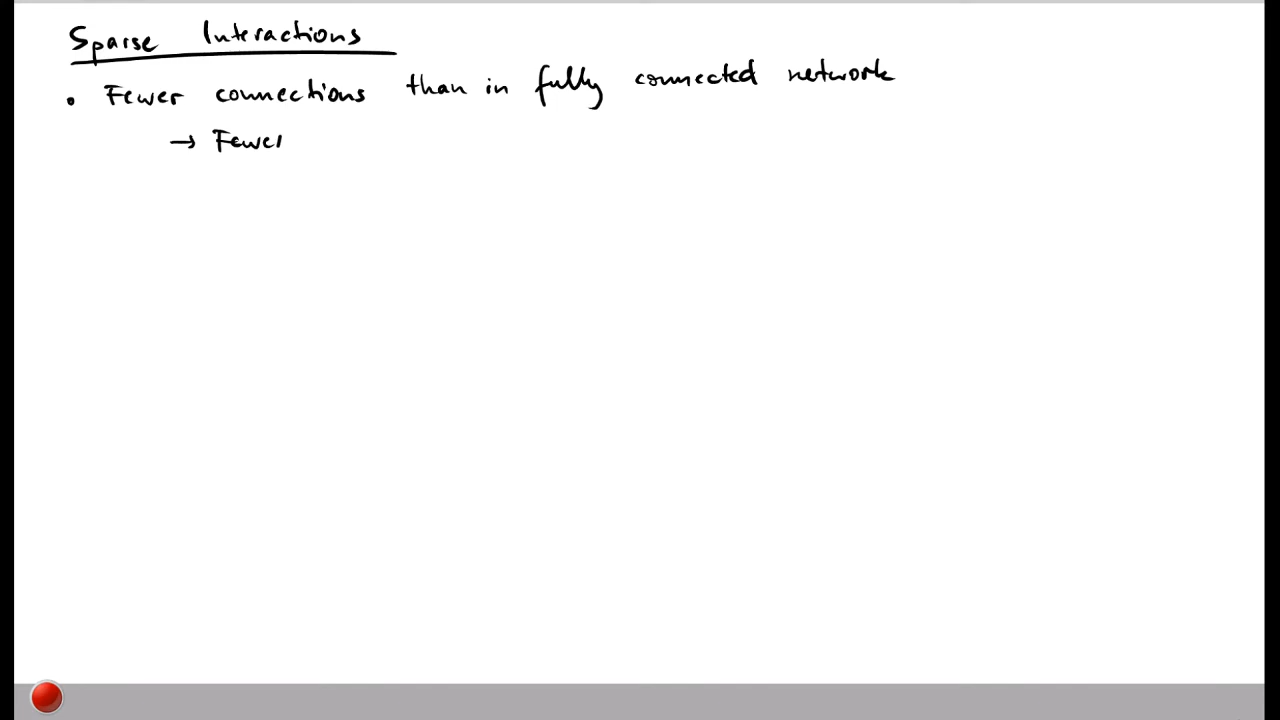 Sparse Interactions
• Fewer connections than in fully connected network
→ Fewer